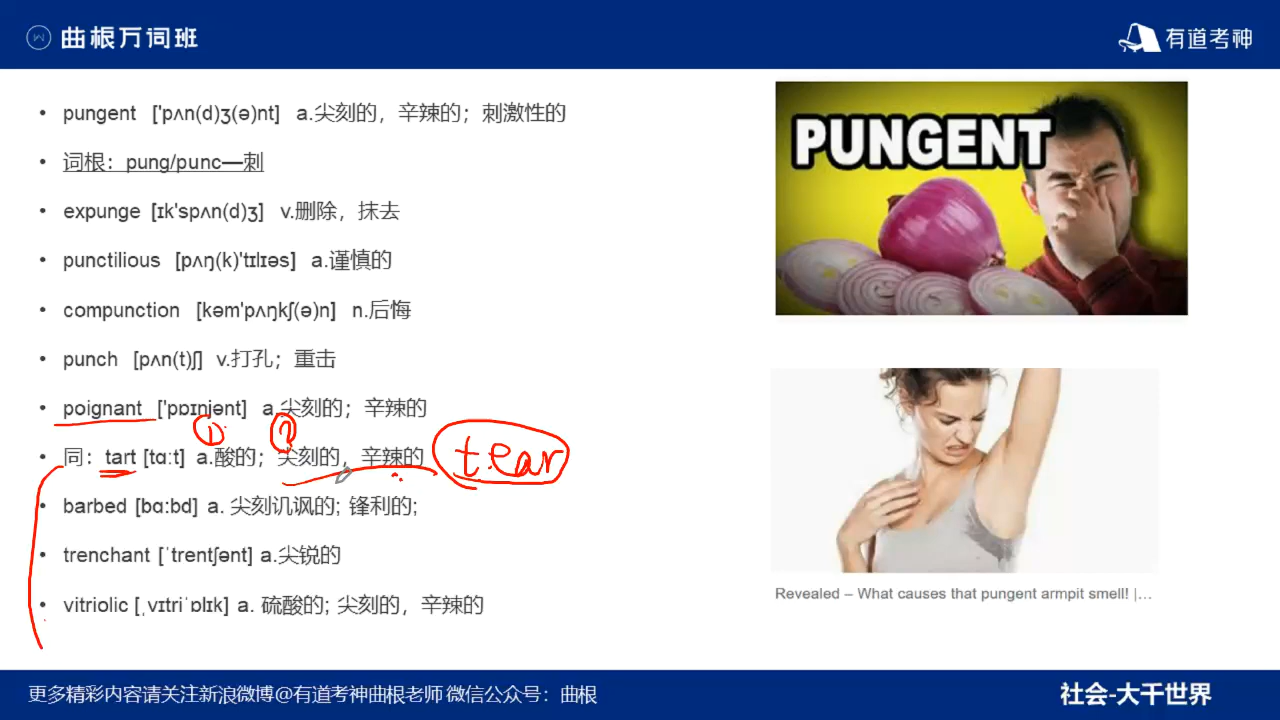 曲根万词班
有道考神
• pungent ['pʌn(d)ʒ(ə)nt] a.尖刻的，辛辣的；刺激性的
• 词根：pung/punc—刺
• expunge [ɪk'spʌn(d)ʒ] v.删除，抹去
• punctilious [pʌŋ(k)'tɪlɪəs] a.谨慎的
• compunction [kəm'pʌŋkʃ(ə)n] n.后悔
• punch [pʌn(t)ʃ] v.打孔；重击
• poignant ['pɒɪnjənt] a.尖刻的；辛辣的
① ②
• 同：tart [tɑːt] a.酸的；尖刻的，辛辣的 tear
• barbed [bɑːbd] a. 尖刻讥讽的; 锋利的;
• trenchant [ˈtrentʃənt] a.尖锐的
• vitriolic [ˌvɪtriˈɒlɪk] a. 硫酸的; 尖刻的，辛辣的
PUNGENT
Revealed – What causes that pungent armpit smell! |...
更多精彩内容请关注新浪微博@有道考神曲根老师 微信公众号：曲根
社会-大千世界